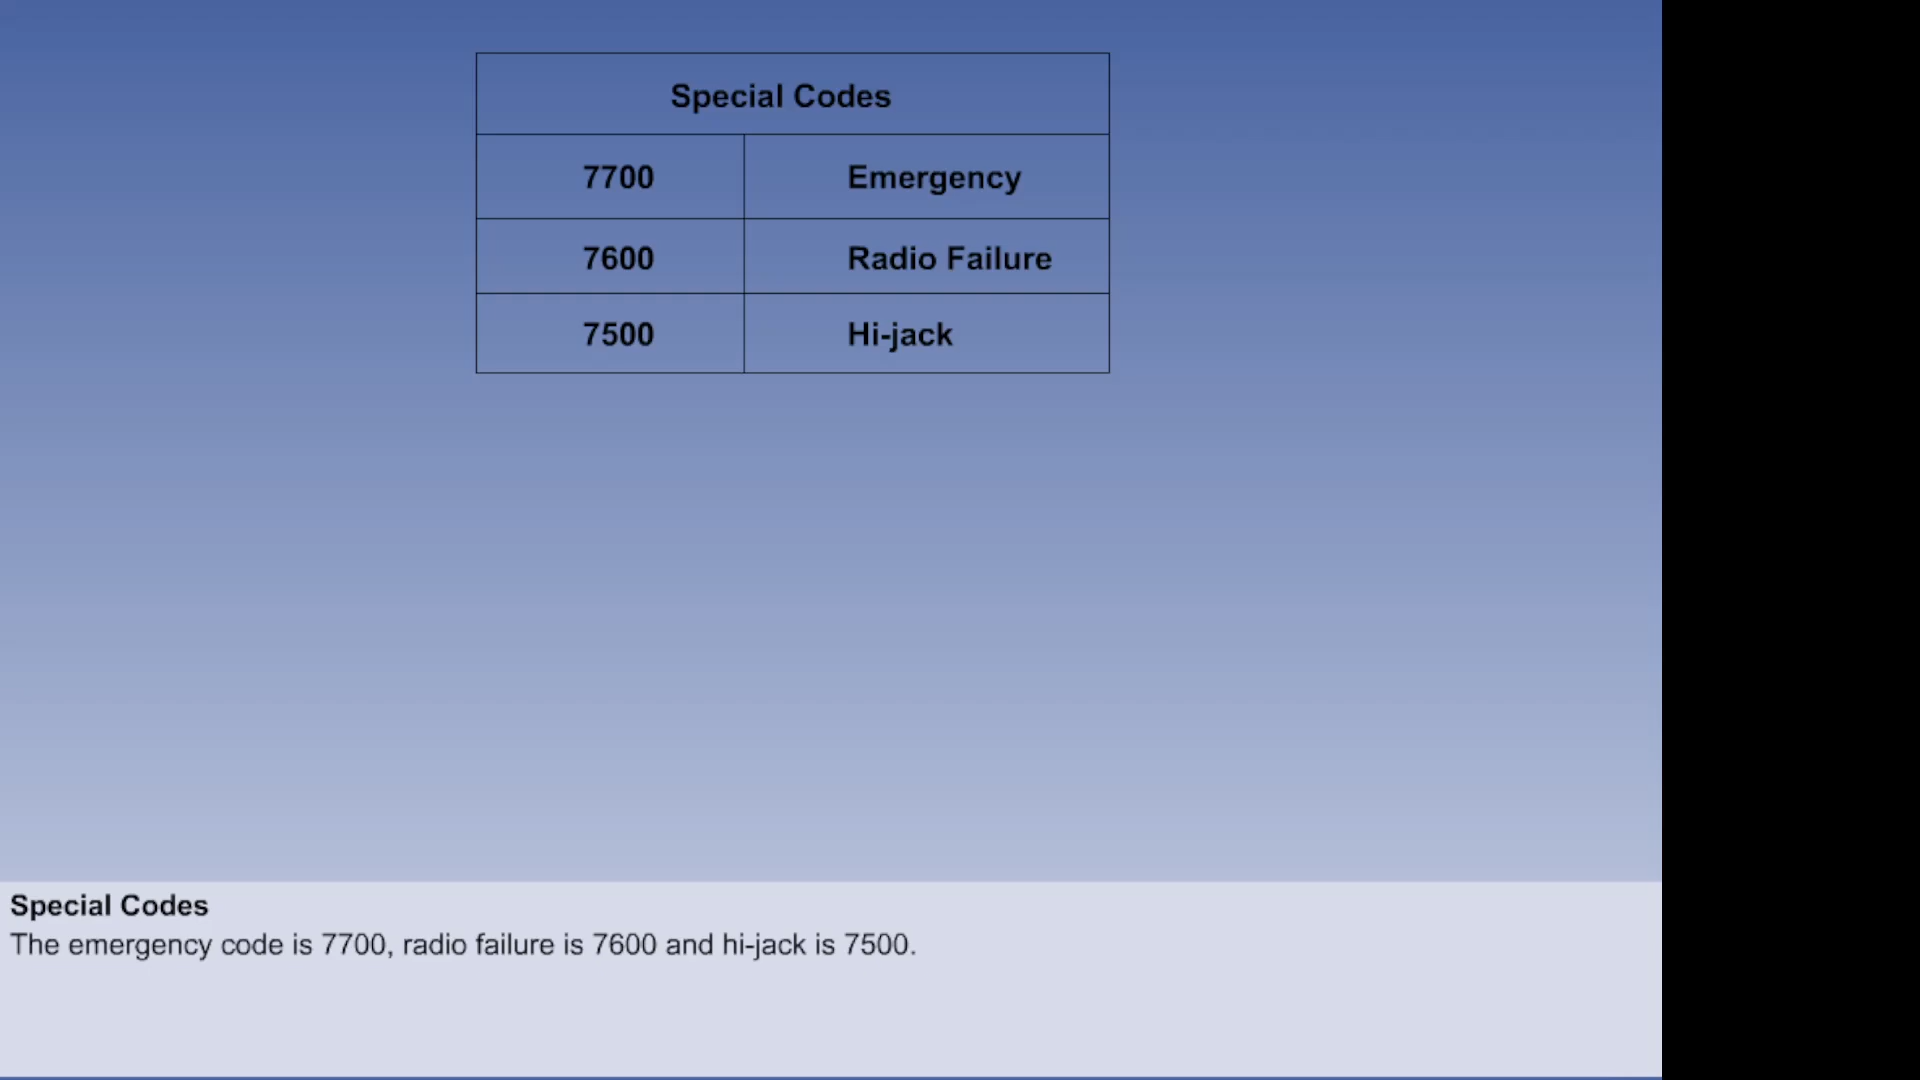 Special Codes
7700 Emergency
7600 Radio Failure
7500 Hi-jack
Special Codes
The emergency code is 7700, radio failure is 7600 and hi-jack is 7500.